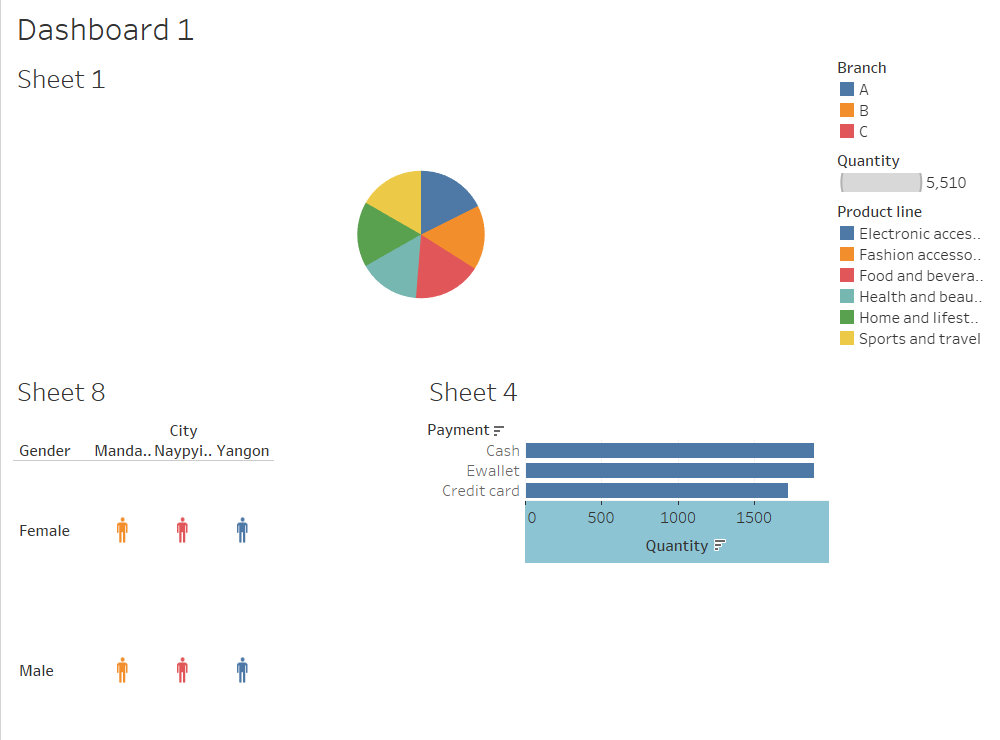 Dashboard 1
Sheet 1
Branch
A
B
C
Quantity
5,510
Product line
Electronic acces..
Fashion accesso..
Food and bevera..
Health and beau..
Home and lifest..
Sports and travel
Sheet 8
City
Gender Manda.. Naypyi.. Yangon
Female
Male
Sheet 4
Payment
Cash
Ewallet
Credit card
0 500 1000 1500
Quantity